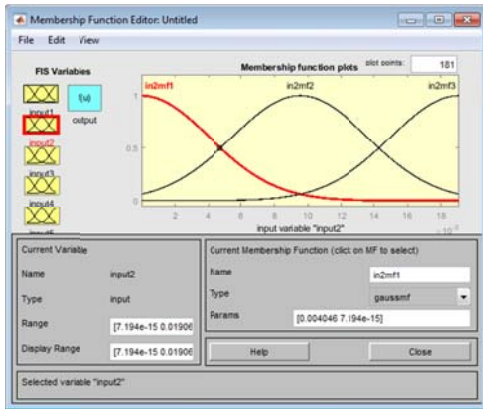 Membership Function Editor: Untitled
File Edit View
FIS Variables
Membership function plots plot points: 181
input1
f(u)
output
input2
input3
input4
input5
in2mf1 in2mf2 in2mf3
1
0.5
0
2 4 6 8 10 12 14 16 18
input variable "input2"
Current Variable
Name input2
Type input
Range [7.194e-15 0.01906
Display Range [7.194e-15 0.01906
Current Membership Function (click on MF to select)
Name in2mf1
Type gaussmf
Params [0.004046 7.194e-15]
Help Close
Selected variable "input2"